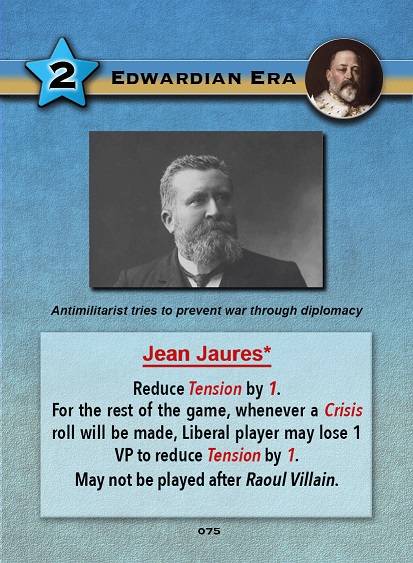 2
Edwardian Era
Antimilitarist tries to prevent war through diplomacy
Jean Jaures*
Reduce Tension by 1.
For the rest of the game, whenever a Crisis
roll will be made, Liberal player may lose 1
VP to reduce Tension by 1.
May not be played after Raoul Villain.
075